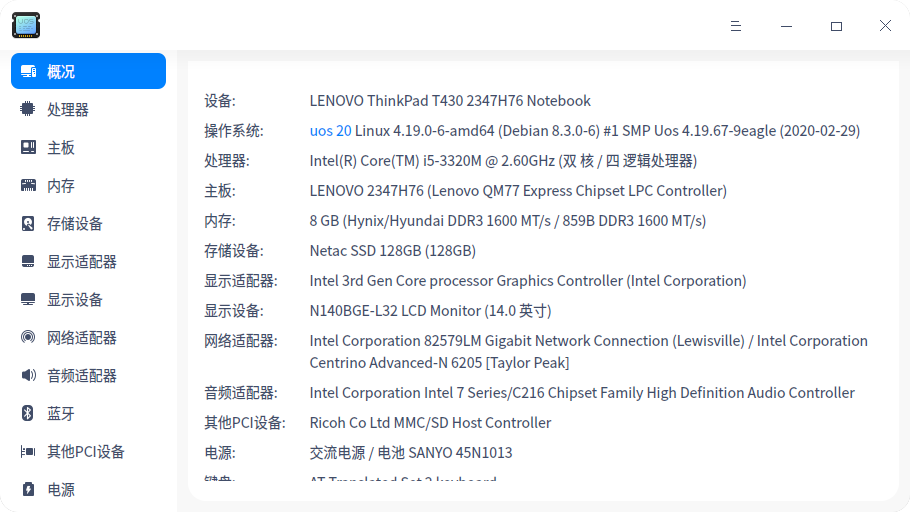 UOS
概况
处理器
主板
内存
存储设备
显示适配器
显示设备
网络适配器
音频适配器
蓝牙
其他PCI设备
电源
设备: LENOVO ThinkPad T430 2347H76 Notebook
操作系统: uos 20 Linux 4.19.0-6-amd64 (Debian 8.3.0-6) #1 SMP Uos 4.19.67-9eagle (2020-02-29)
处理器: Intel(R) Core(TM) i5-3320M @ 2.60GHz (双 核 / 四 逻辑处理器)
主板: LENOVO 2347H76 (Lenovo QM77 Express Chipset LPC Controller)
内存: 8 GB (Hynix/Hyundai DDR3 1600 MT/s / 859B DDR3 1600 MT/s)
存储设备: Netac SSD 128GB (128GB)
显示适配器: Intel 3rd Gen Core processor Graphics Controller (Intel Corporation)
显示设备: N140BGE-L32 LCD Monitor (14.0 英寸)
网络适配器: Intel Corporation 82579LM Gigabit Network Connection (Lewisville) / Intel Corporation
Centrino Advanced-N 6205 [Taylor Peak]
音频适配器: Intel Corporation Intel 7 Series/C216 Chipset Family High Definition Audio Controller
其他PCI设备: Ricoh Co Ltd MMC/SD Host Controller
电源: 交流电源 / 电池 SANYO 45N1013
键盘: AT Translated Set 2 keyboard